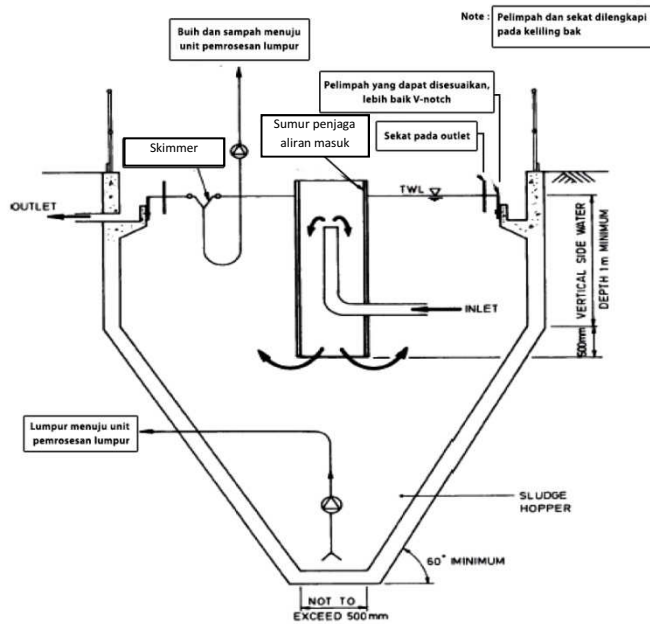 Buih dan sampah menuju
unit pemrosesan lumpur
Note :
Pelimpah dan sekat dilengkapi
pada keliling bak
Pelimpah yang dapat disesuaikan,
lebih baik V-notch
Sumur penjaga
aliran masuk
Sekat pada outlet
Skimmer
TWL
OUTLET
INLET
VERTICAL SIDE WATER
DEPTH 1m MINIMUM
500mm
Lumpur menuju unit
pemrosesan lumpur
SLUDGE
HOPPER
60° MINIMUM
NOT TO
EXCEED 500mm